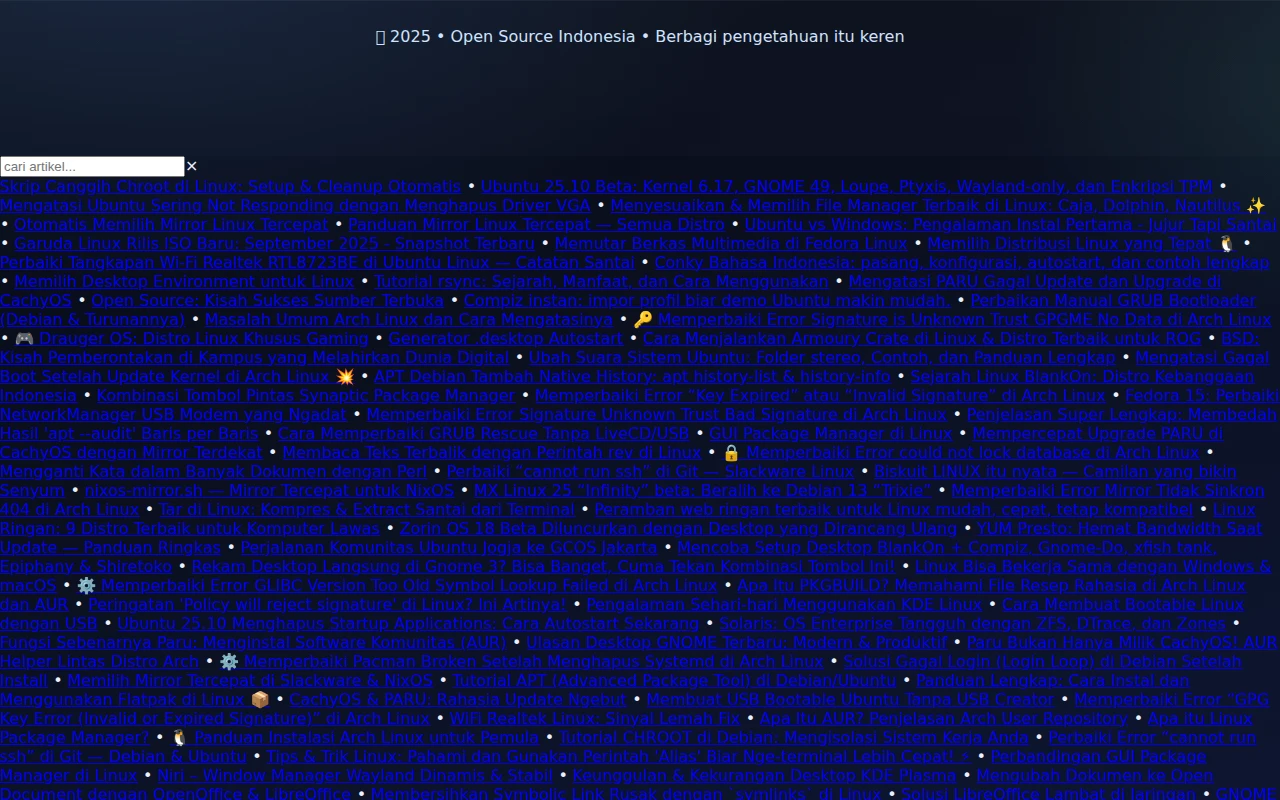 2025 • Open Source Indonesia • Berbagi pengetahuan itu keren
cari artikel... ✕
Skrip Canggih Chroot di Linux: Setup & Cleanup Otomatis • Ubuntu 25.10 Beta: Kernel 6.17, GNOME 49, Loupe, Ptyxis, Wayland-only, dan Enkripsi TPM •
Mengatasi Ubuntu Sering Not Responding dengan Menghapus Driver VGA • Menyesuaikan & Memilih File Manager Terbaik di Linux: Caja, Dolphin, Nautilus ✨
• Otomatis Memilih Mirror Linux Tercepat • Panduan Mirror Linux Tercepat — Semua Distro • Ubuntu vs Windows: Pengalaman Instal Pertama - Jujur Tapi Santai
• Garuda Linux Rilis ISO Baru: September 2025 - Snapshot Terbaru • Memutar Berkas Multimedia di Fedora Linux • Memilih Distribusi Linux yang Tepat 🐧 •
Perbaiki Tangkapan Wi-Fi Realtek RTL8723BE di Ubuntu Linux — Catatan Santai • Conky Bahasa Indonesia: pasang, konfigurasi, autostart, dan contoh lengkap
• Memilih Desktop Environment untuk Linux • Tutorial rsync: Sejarah, Manfaat, dan Cara Menggunakan • Mengatasi PARU Gagal Update dan Upgrade di
CachyOS • Open Source: Kisah Sukses Sumber Terbuka • Compiz instan: impor profil biar demo Ubuntu makin mudah. • Perbaikan Manual GRUB Bootloader
(Debian & Turunannya) • Masalah Umum Arch Linux dan Cara Mengatasinya • 🔑 Memperbaiki Error Signature is Unknown Trust GPGME No Data di Arch Linux
• 🎮 Drauger OS: Distro Linux Khusus Gaming • Generator .desktop Autostart • Cara Menjalankan Armoury Crate di Linux & Distro Terbaik untuk ROG • BSD:
Kisah Pemberontakan di Kampus yang Melahirkan Dunia Digital • Ubah Suara Sistem Ubuntu: Folder stereo, Contoh, dan Panduan Lengkap • Mengatasi Gagal
Boot Setelah Update Kernel di Arch Linux 💥 • APT Debian Tambah Native History: apt history-list & history-info • Sejarah Linux BlankOn: Distro Kebanggaan
Indonesia • Kombinasi Tombol Pintas Synaptic Package Manager • Memperbaiki Error “Key Expired” atau “Invalid Signature” di Arch Linux • Fedora 15: Perbaiki
NetworkManager USB Modem yang Ngadat • Memperbaiki Error Signature Unknown Trust Bad Signature di Arch Linux • Penjelasan Super Lengkap: Membedah
Hasil 'apt --audit' Baris per Baris • Cara Memperbaiki GRUB Rescue Tanpa LiveCD/USB • GUI Package Manager di Linux • Mempercepat Upgrade PARU di
CachyOS dengan Mirror Terdekat • Membaca Teks Terbalik dengan Perintah rev di Linux • 🔒 Memperbaiki Error could not lock database di Arch Linux •
Mengganti Kata dalam Banyak Dokumen dengan Perl • Perbaiki “cannot run ssh” di Git — Slackware Linux • Biskuit LINUX itu nyata — Camilan yang bikin
Senyum • nixos-mirror.sh — Mirror Tercepat untuk NixOS • MX Linux 25 “Infinity” beta: Beralih ke Debian 13 “Trixie” • Memperbaiki Error Mirror Tidak Sinkron
404 di Arch Linux • Tar di Linux: Kompres & Extract Santai dari Terminal • Peramban web ringan terbaik untuk Linux mudah, cepat, tetap kompatibel • Linux
Ringan: 9 Distro Terbaik untuk Komputer Lawas • Zorin OS 18 Beta Diluncurkan dengan Desktop yang Dirancang Ulang • YUM Presto: Hemat Bandwidth Saat
Update — Panduan Ringkas • Perjalanan Komunitas Ubuntu Jogja ke GCOS Jakarta • Mencoba Setup Desktop BlankOn + Compiz, Gnome-Do, xfish tank,
Epiphany & Shiretoko • Rekam Desktop Langsung di Gnome 3? Bisa Banget, Cuma Tekan Kombinasi Tombol Ini! • Linux Bisa Bekerja Sama dengan Windows &
macOS • ⚙️ Memperbaiki Error GLIBC Version Too Old Symbol Lookup Failed di Arch Linux • Apa itu PKGBUILD? Memahami File Resep Rahasia di Arch Linux
dan AUR • Peringatan 'Policy will reject signature' di Linux? Ini Artinya! • Pengalaman Sehari-hari Menggunakan KDE Linux • Cara Membuat Bootable Linux
dengan USB • Ubuntu 25.10 Menghapus Startup Applications: Cara Autostart Sekarang • Solaris: OS Enterprise Tangguh dengan ZFS, DTrace, dan Zones •
Fungsi Sebenarnya Paru: Menginstal Software Komunitas (AUR) • Ulasan Desktop GNOME Terbaru: Modern & Produktif • Paru Bukan Hanya Milik CachyOS! AUR
Helper Lintas Distro Arch • ⚙️ Memperbaiki Pacman Broken Setelah Menghapus Systemd di Arch Linux • Solusi Gagal Login (Login Loop) di Debian Setelah
Install • Memilih Mirror Tercepat di Slackware & NixOS • Tutorial APT (Advanced Package Tool) di Debian/Ubuntu • Panduan Lengkap: Cara Instal dan
Menggunakan Flatpak di Linux 📦 • CachyOS & PARU: Rahasia Update Ngebut • Membuat USB Bootable Ubuntu Tanpa USB Creator • Memperbaiki Error “GPG
Key Error (Invalid or Expired Signature)” di Arch Linux • WiFi Realtek Linux: Sinyal Lemah Fix • Apa Itu AUR? Penjelasan Arch User Repository • Apa itu Linux
Package Manager? • 🐧 Panduan Instalasi Arch Linux untuk Pemula • Tutorial CHROOT di Debian: Mengisolasi Sistem Kerja Anda • Perbaiki Error “cannot run
ssh” di Git — Debian & Ubuntu • Tips & Trik Linux: Pahami dan Gunakan Perintah 'Alias' Biar Nge-terminal Lebih Cepat! ⚡ • Perbandingan GUI Package
Manager di Linux • Niri – Window Manager Wayland Dinamis & Stabil • Keunggulan & Kekurangan Desktop KDE Plasma • Mengubah Dokumen ke Open
Document dengan OpenOffice & LibreOffice • Membersihkan Symbolic Link Rusak dengan `symlinks` di Linux • Solusi LibreOffice Lambat di Jaringan • GNOME